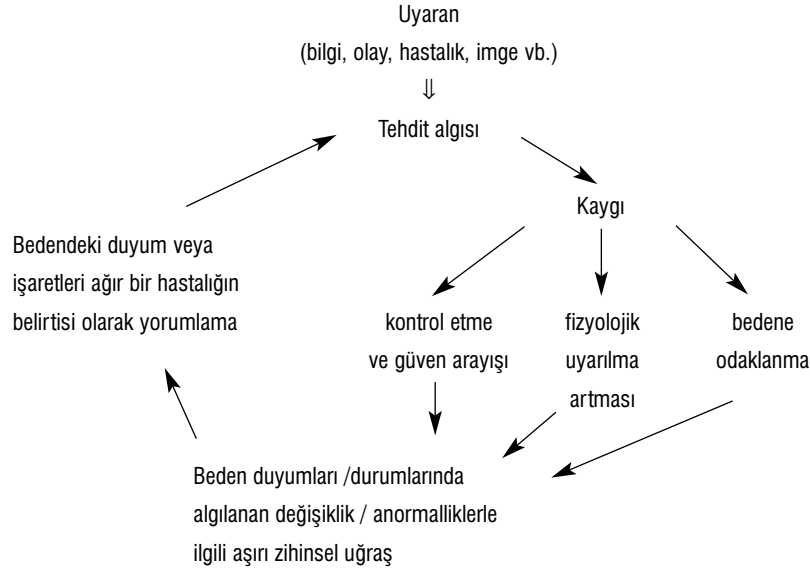 Uyaran
(bilgi, olay, hastalık, imge vb.)
⇓
Tehdit algısı
Kaygı
Bedendeki duyum veya
işaretleri ağır bir hastalığın
belirtisi olarak yorumlama
kontrol etme
ve güven arayışı
fizyolojik
uyarılma
artması
bedene
odaklanma
Beden duyumları /durumlarında
algılanan değişiklik / anormalliklerle
ilgili aşırı zihinsel uğraş